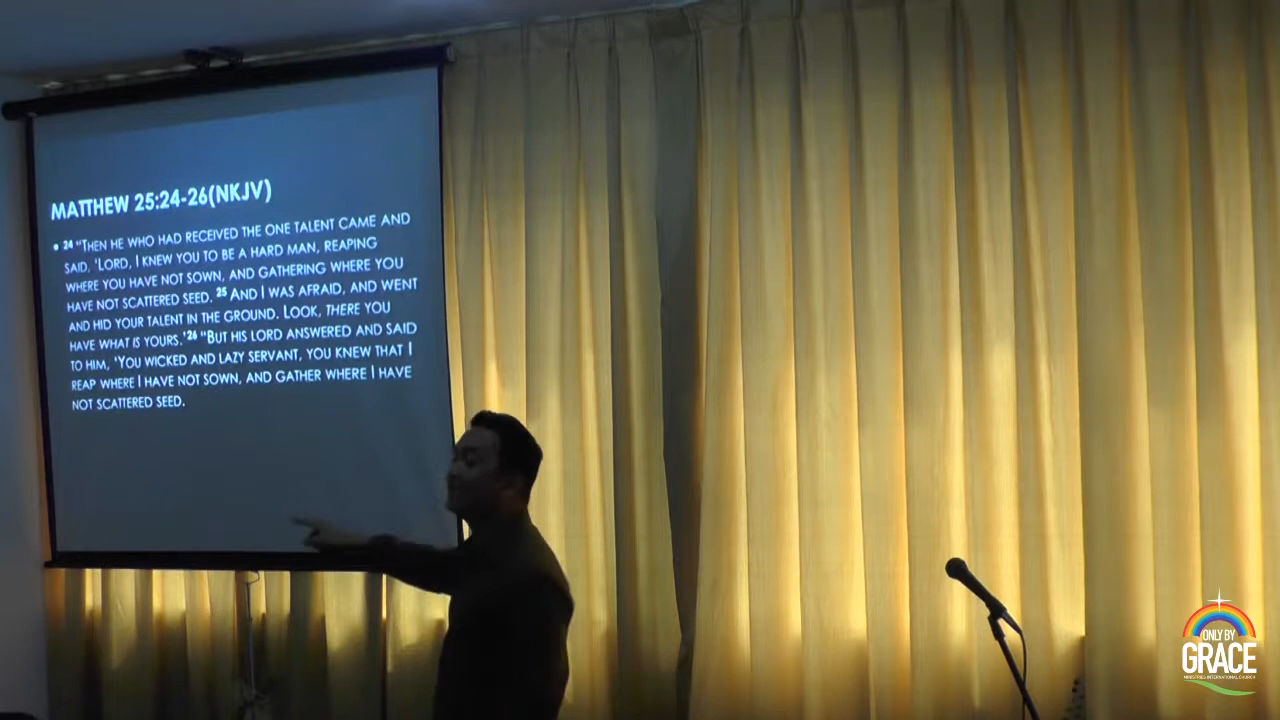 MATTHEW 25:24-26(NKJV)
• 24 "THEN HE WHO HAD RECEIVED THE ONE TALENT CAME AND
SAID, 'LORD, I KNEW YOU TO BE A HARD MAN, REAPING
WHERE YOU HAVE NOT SOWN, AND GATHERING WHERE YOU
HAVE NOT SCATTERED SEED. 25 AND I WAS AFRAID, AND WENT
AND HID YOUR TALENT IN THE GROUND. LOOK, THERE YOU
HAVE WHAT IS YOURS.' 26 "BUT HIS LORD ANSWERED AND SAID
TO HIM, 'YOU WICKED AND LAZY SERVANT, YOU KNEW THAT I
REAP WHERE I HAVE NOT SOWN, AND GATHER WHERE I HAVE
NOT SCATTERED SEED.
ONLY BY
GRACE
MINISTRIES INTERNATIONAL CHURCH